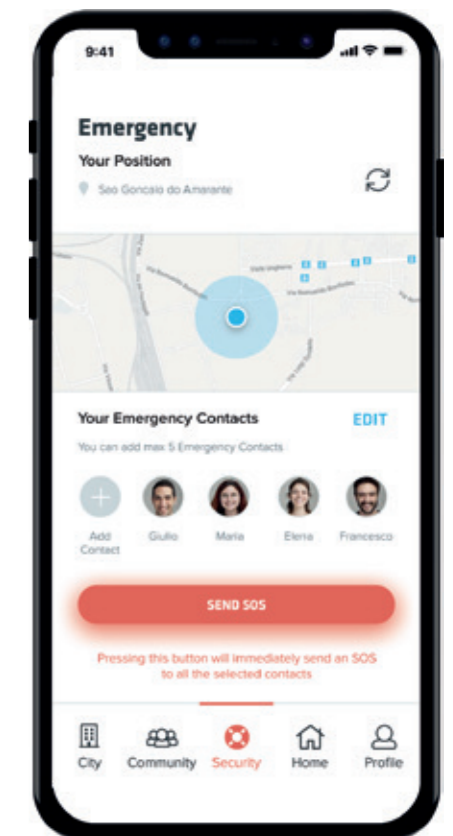 9:41
Emergency
Your Position
Sao Goncalo do Amarante
Your Emergency Contacts
EDIT
You can add max 5 Emergency Contacts
Add
Contact
Giulio
Maria
Elena
Francesco
SEND SOS
Pressing this button will immediately send an SOS
to all the selected contacts
City
Community
Security
Home
Profile